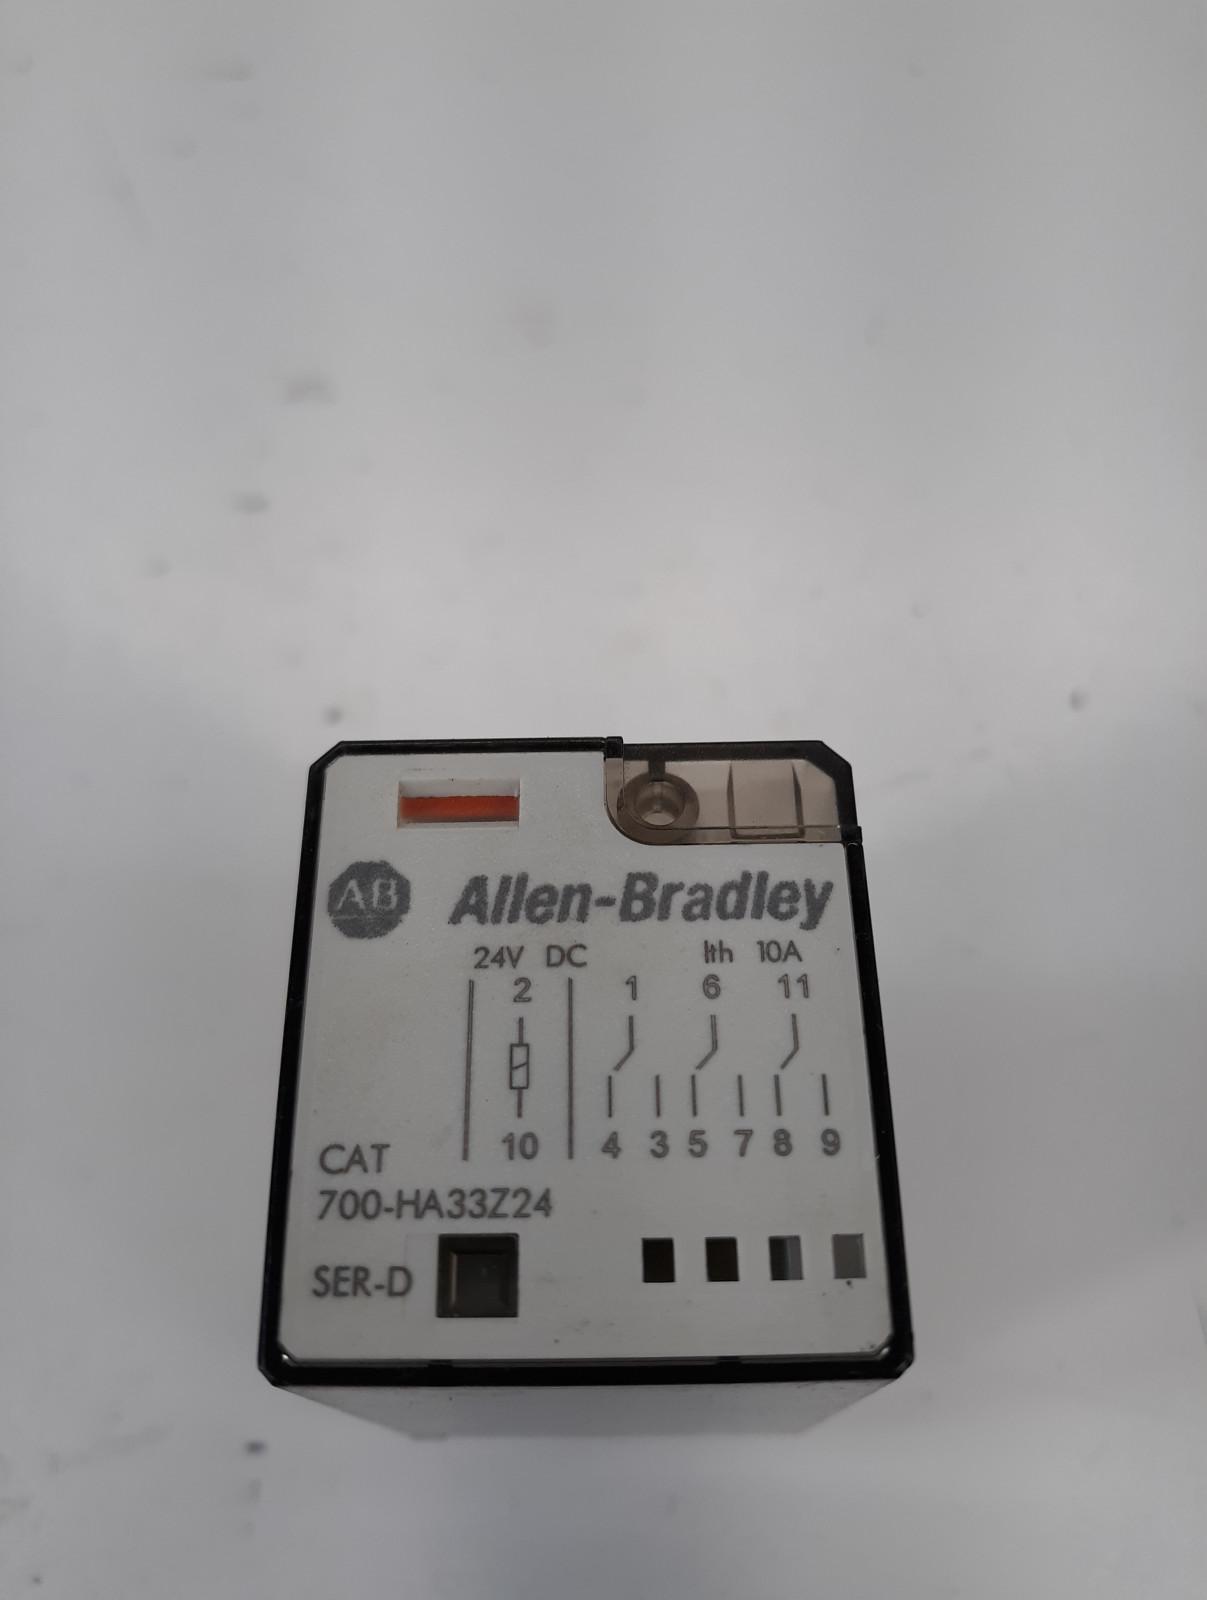 AB Allen-Bradley
24V DC Ith 10A
2 1 6 11
10 4 3 5 7 8 9
CAT
700-HA33Z24
SER-D